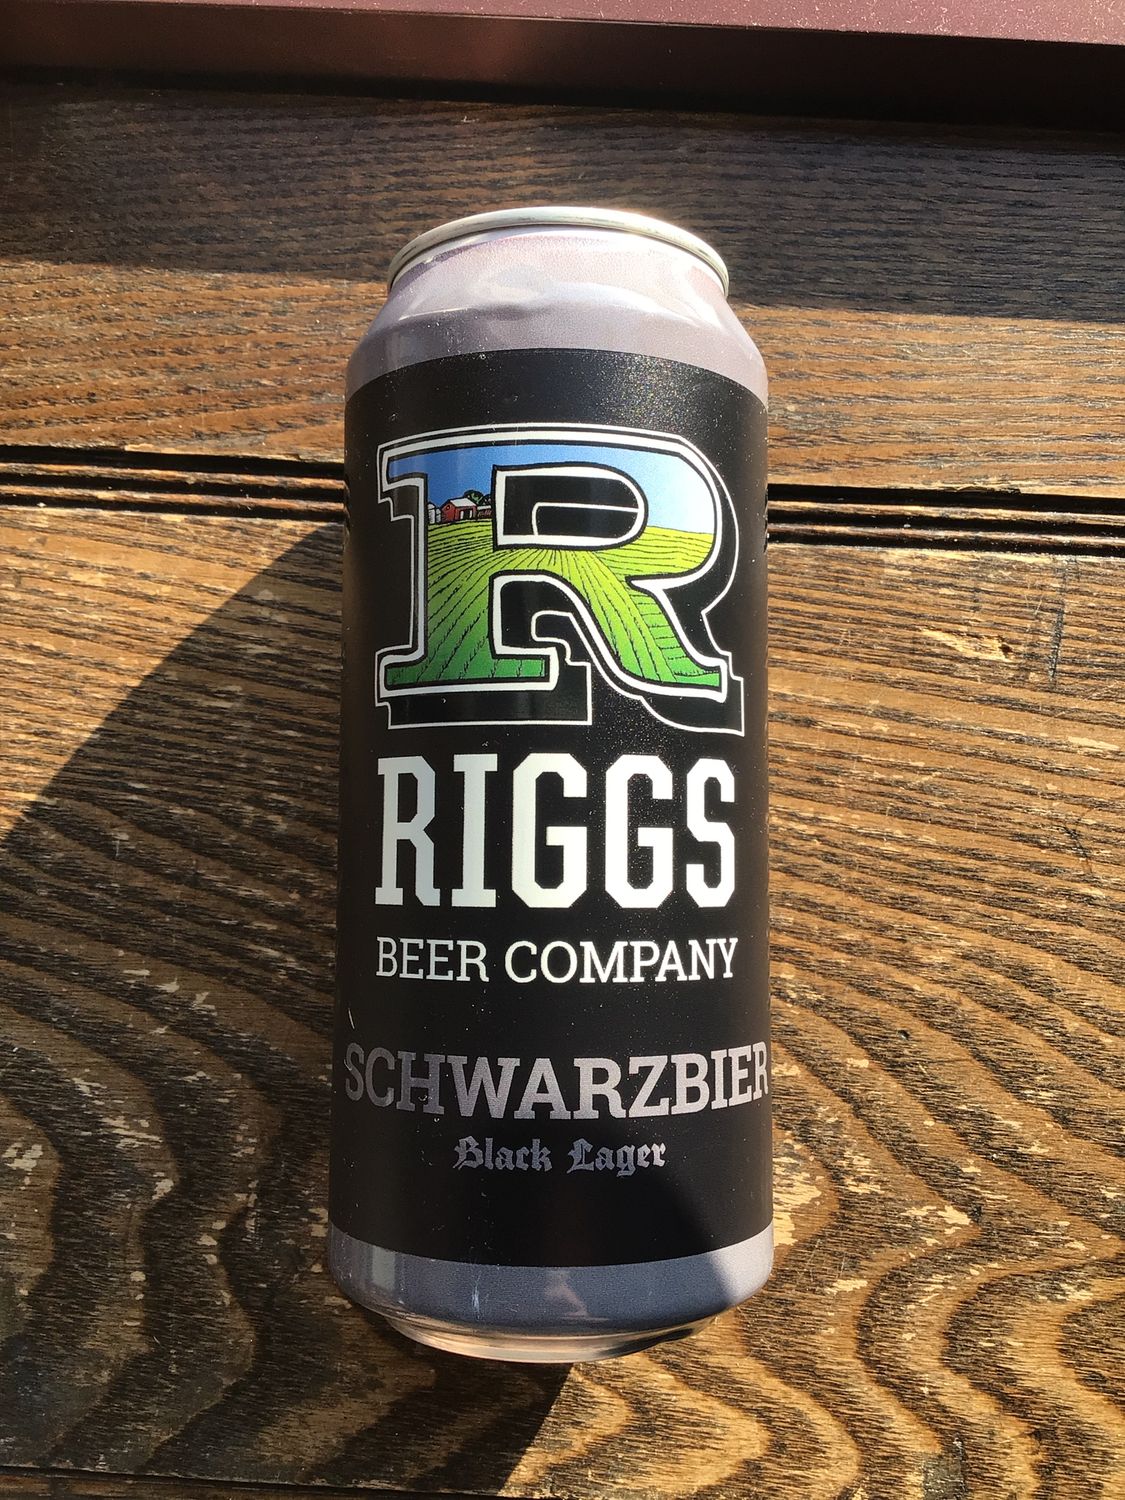 R
RIGGS
BEER COMPANY
SCHWARZBIER
Black Lager